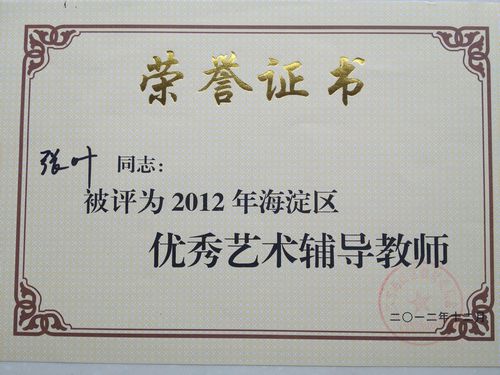 荣誉证书
张叶 同志：
被评为2012年海淀区
优秀艺术辅导教师
二〇一二年十二月